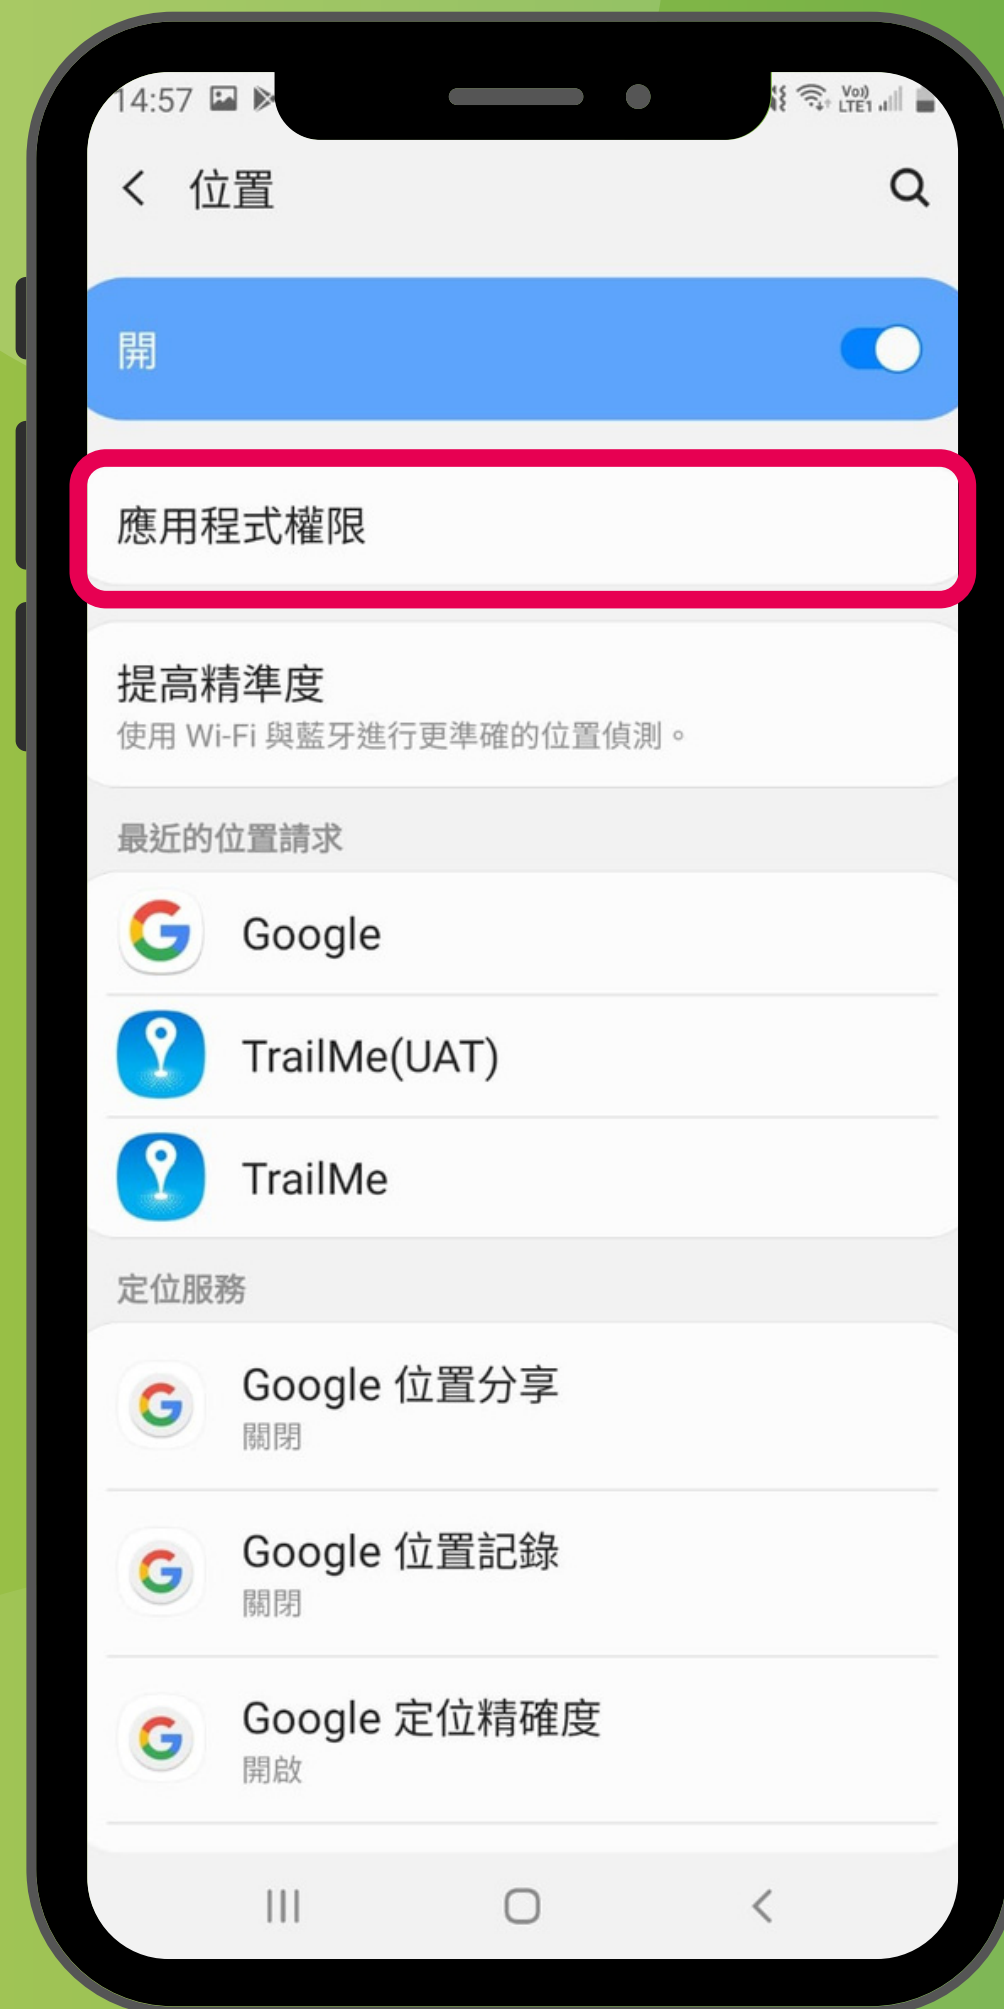 14:57
Vo))
LTE1
位置
開
應用程式權限
提高精準度
使用 Wi-Fi 與藍牙進行更準確的位置偵測。
最近的位置請求
Google
TrailMe(UAT)
TrailMe
定位服務
Google 位置分享
關閉
Google 位置記錄
關閉
Google 定位精確度
開啟